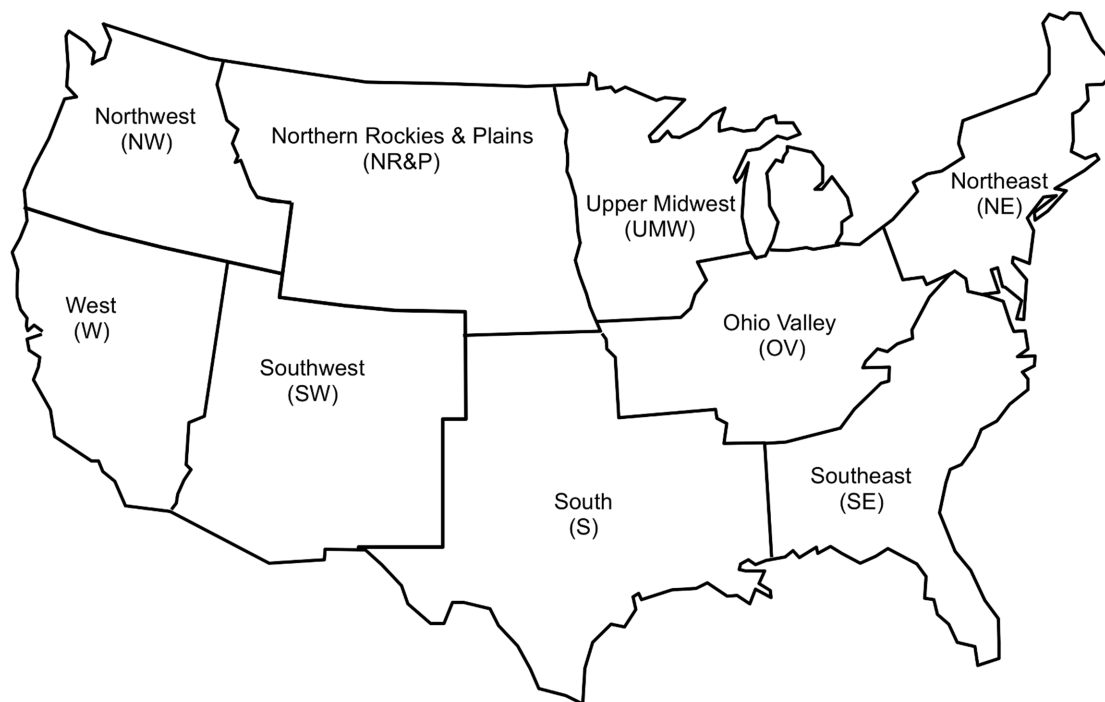 Northwest
(NW)
Northern Rockies & Plains
(NR&P)
Upper Midwest
(UMW)
Northeast
(NE)
West
(W)
Southwest
(SW)
Ohio Valley
(OV)
South
(S)
Southeast
(SE)